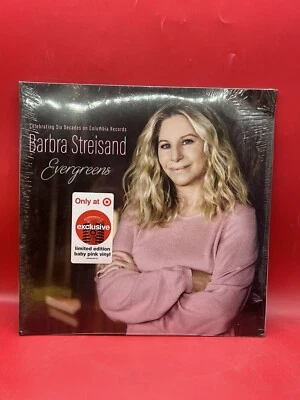 Celebrating Six Decades on Columbia Records
Barbra Streisand
Evergreens
Only at
exclusive
limited edition
baby pink vinyl